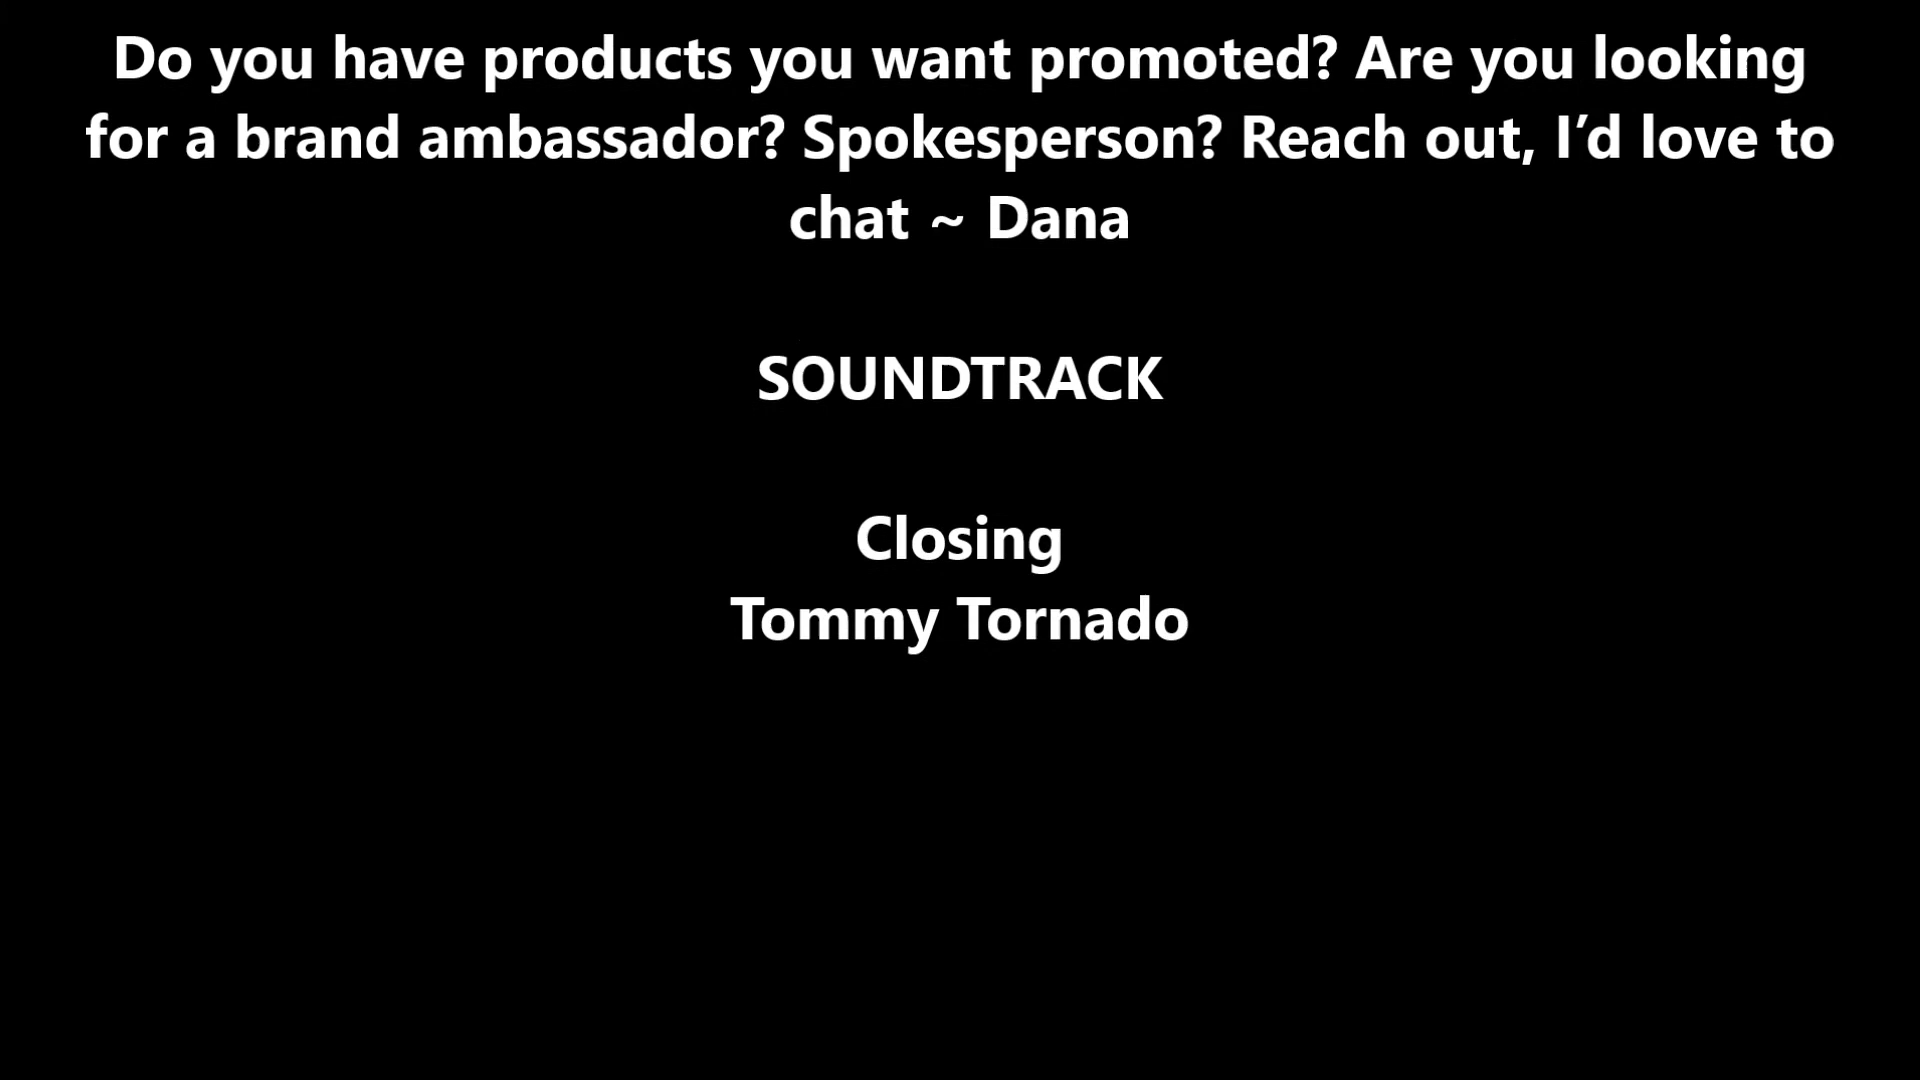 Do you have products you want promoted? Are you looking
for a brand ambassador? Spokesperson? Reach out, I’d love to
chat ~ Dana
SOUNDTRACK
Closing
Tommy Tornado